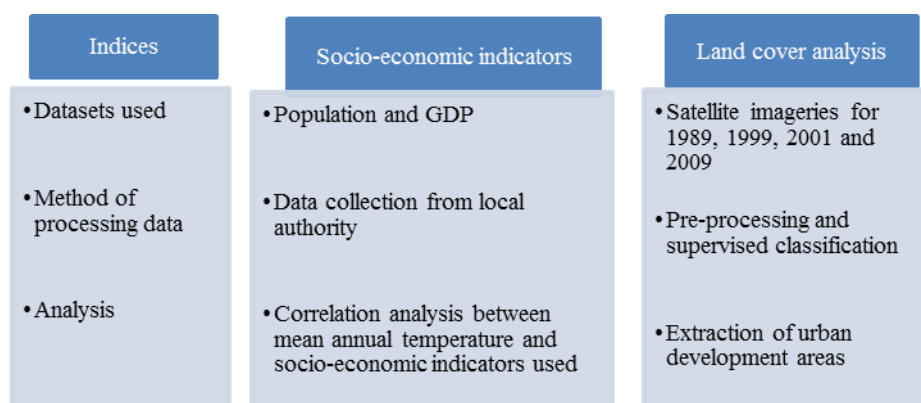 Indices
• Datasets used
• Method of
processing data
• Analysis
Socio-economic indicators
• Population and GDP
• Data collection from local
authority
• Correlation analysis between
mean annual temperature and
socio-economic indicators used
Land cover analysis
• Satellite imageries for
1989, 1999, 2001 and
2009
• Pre-processing and
supervised classification
• Extraction of urban
development areas